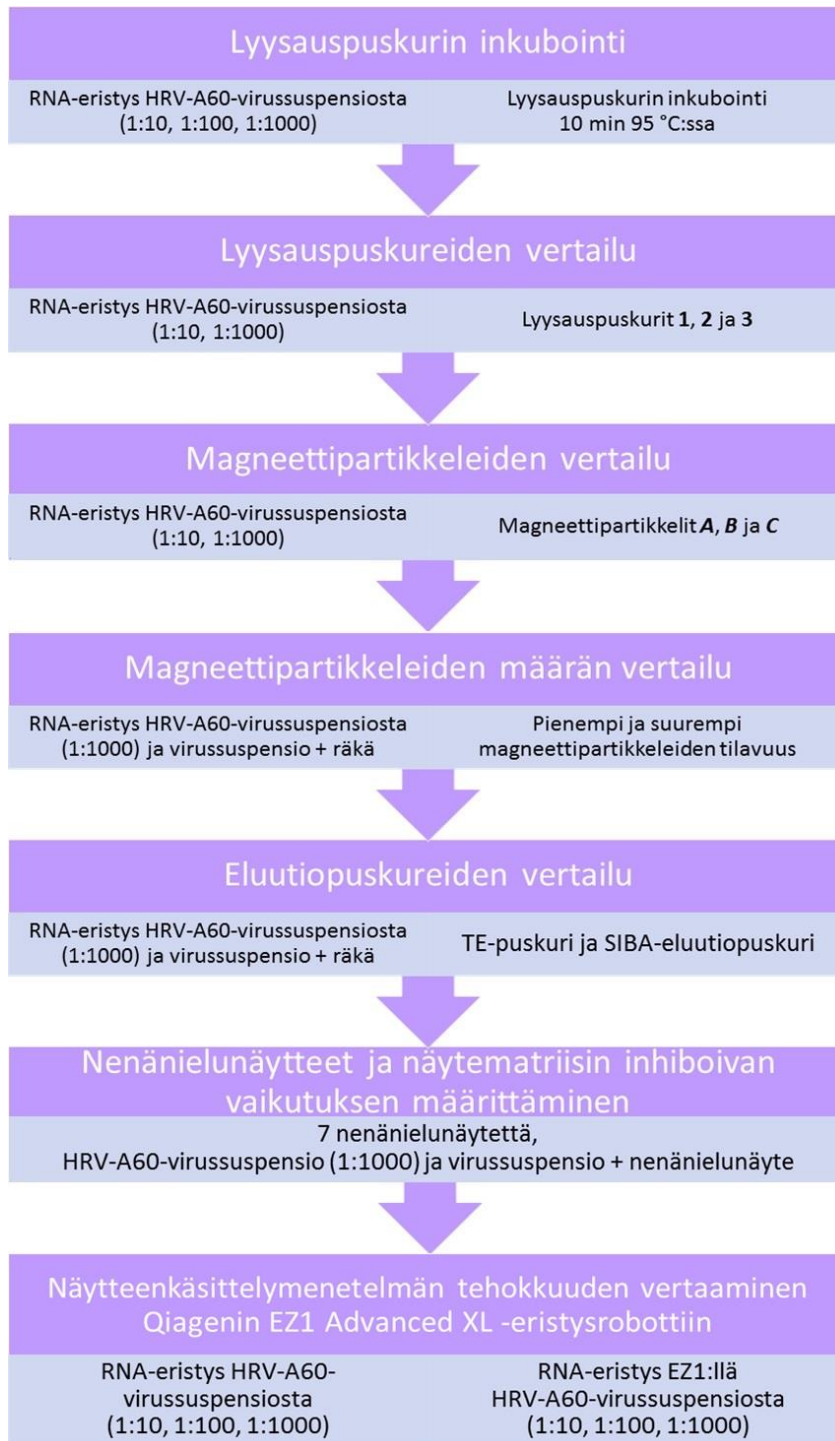 Lyysauspuskurin inkubointi
RNA-eristys HRV-A60-virussuspensiosta
(1:10, 1:100, 1:1000)
Lyysauspuskurin inkubointi
10 min 95 °C:ssa
Lyysauspuskureiden vertailu
RNA-eristys HRV-A60-virussuspensiosta
(1:10, 1:1000)
Lyysauspuskurit 1, 2 ja 3
Magneettipartikkeleiden vertailu
RNA-eristys HRV-A60-virussuspensiosta
(1:10, 1:1000)
Magneettipartikkelit A, B ja C
Magneettipartikkeleiden määrän vertailu
RNA-eristys HRV-A60-virussuspensiosta
(1:1000) ja virussuspensio + räkä
Pienempi ja suurempi
magneettipartikkeleiden tilavuus
Eluutiopuskureiden vertailu
RNA-eristys HRV-A60-virussuspensiosta
(1:1000) ja virussuspensio + räkä
TE-puskuri ja SIBA-eluutiopuskuri
Nenänielunäytteet ja näytematriisin inhiboivan
vaikutuksen määrittäminen
7 nenänielunäytettä,
HRV-A60-virussuspensio (1:1000) ja virussuspensio + nenänielunäyte
Näytteenkäsittelymenetelmän tehokkuuden vertaaminen
Qiagenin EZ1 Advanced XL -eristysrobottiin
RNA-eristys HRV-A60-
virussuspensiosta
(1:10, 1:100, 1:1000)
RNA-eristys EZ1:llä
HRV-A60-virussuspensiosta
(1:10, 1:100, 1:1000)